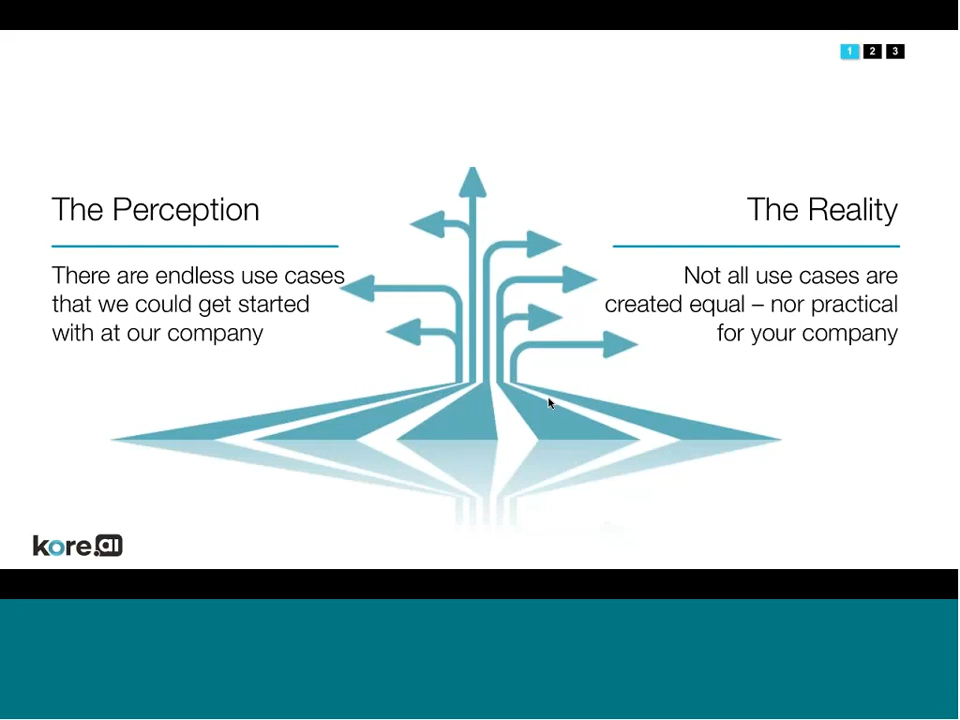 1 2 3
The Perception
There are endless use cases
that we could get started
with at our company
The Reality
Not all use cases are
created equal – nor practical
for your company
kore.ai